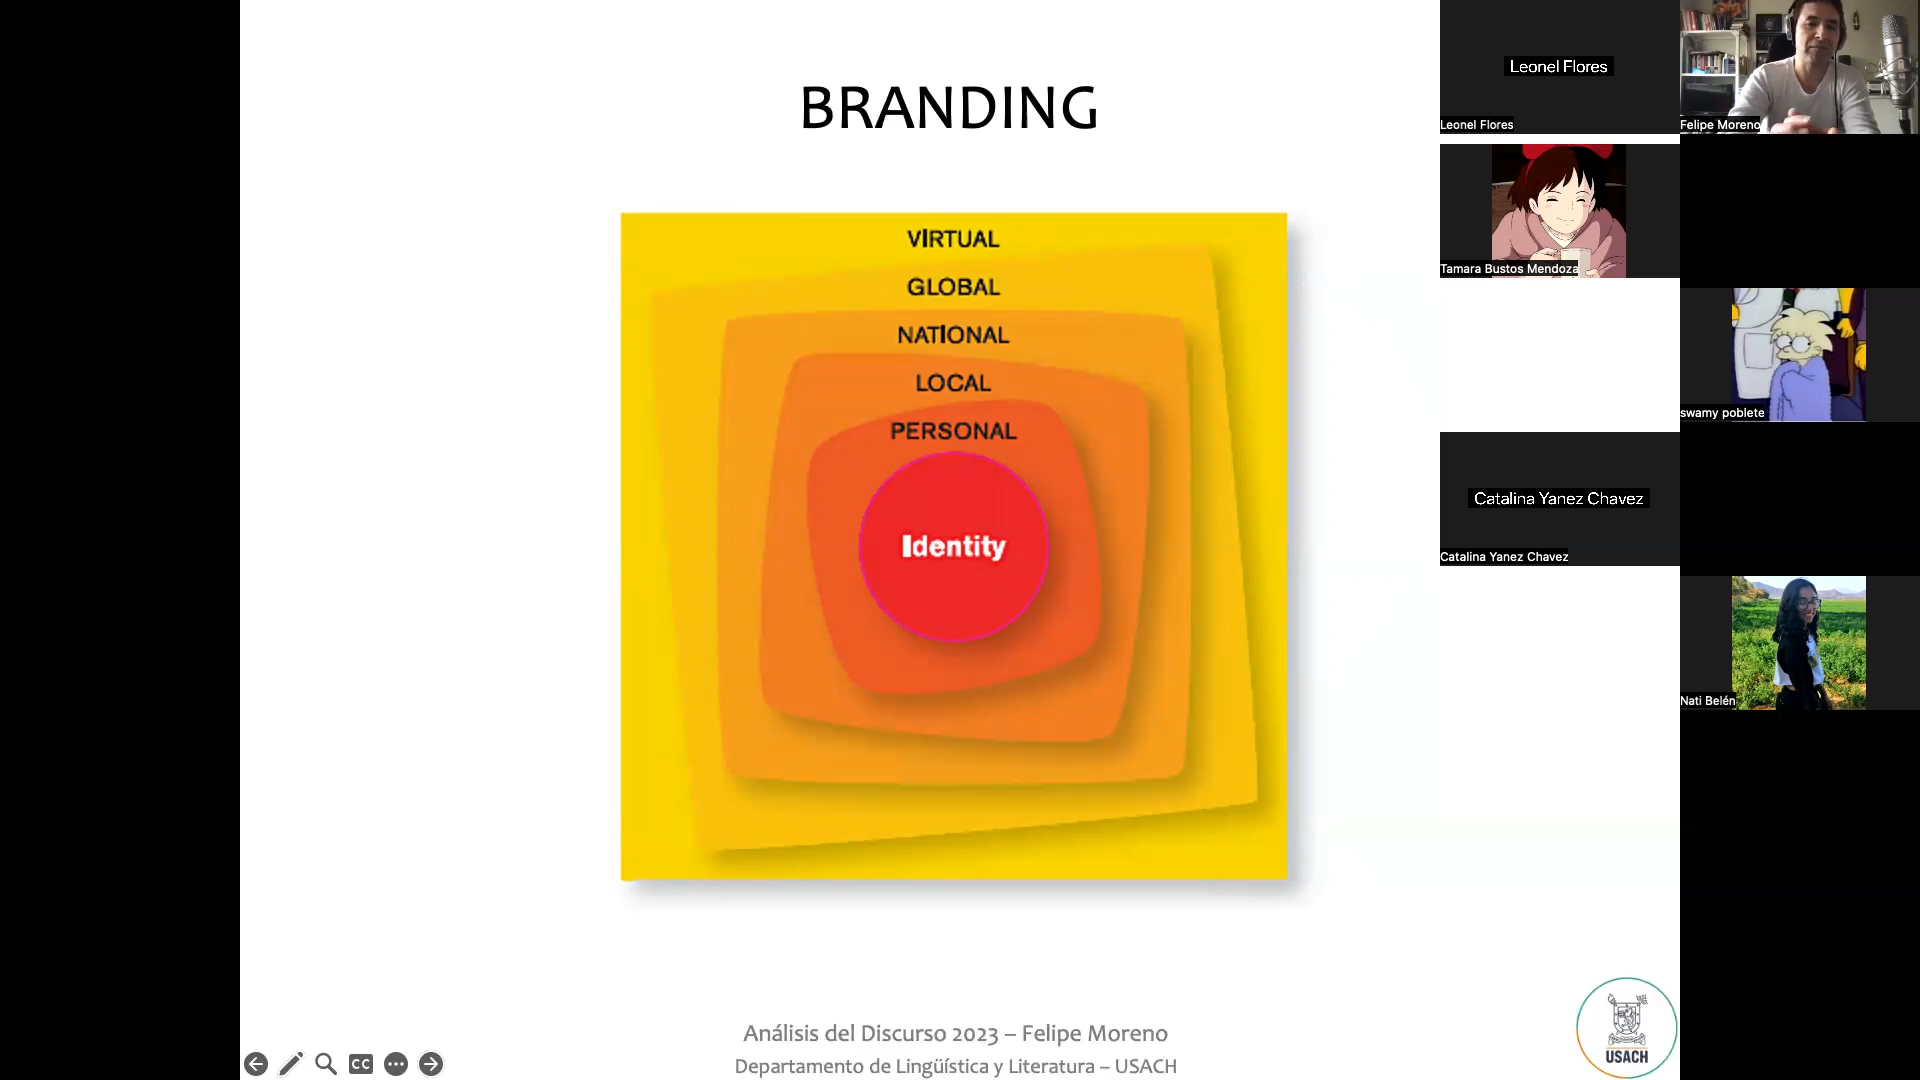 BRANDING
VIRTUAL
GLOBAL
NATIONAL
LOCAL
PERSONAL
Identity
Análisis del Discurso 2023 – Felipe Moreno
Departamento de Lingüística y Literatura – USACH
USACH
CC
Leonel Flores
Leonel Flores
Felipe Moreno
Tamara Bustos Mendoza
swamy poblete
Catalina Yanez Chavez
Catalina Yanez Chavez
Nati Belén